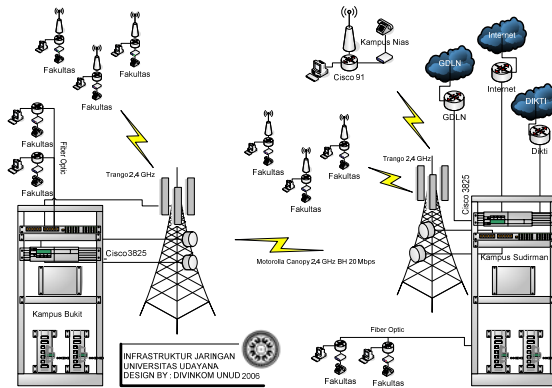 Fakultas
Fakultas
Fakultas
Fakultas
Kampus Nias
Cisco 91
Internet
GDLN
Internet
GDLN
DIKTI
Dikti
Fakultas
Fiber Optic
Fakultas
Trango 2,4 GHz
Fakultas
Fakultas
Fakultas
Trango 2,4 GHz
Cisco 3825
Cisco3825
Motorolla Canopy 2,4 GHz BH 20 Mbps
Kampus Sudirman
Kampus Bukit
Fiber Optic
Fakultas
Fakultas
INFRASTRUKTUR JARINGAN
UNIVERSITAS UDAYANA
DESIGN BY : DIVINKOM UNUD 2006